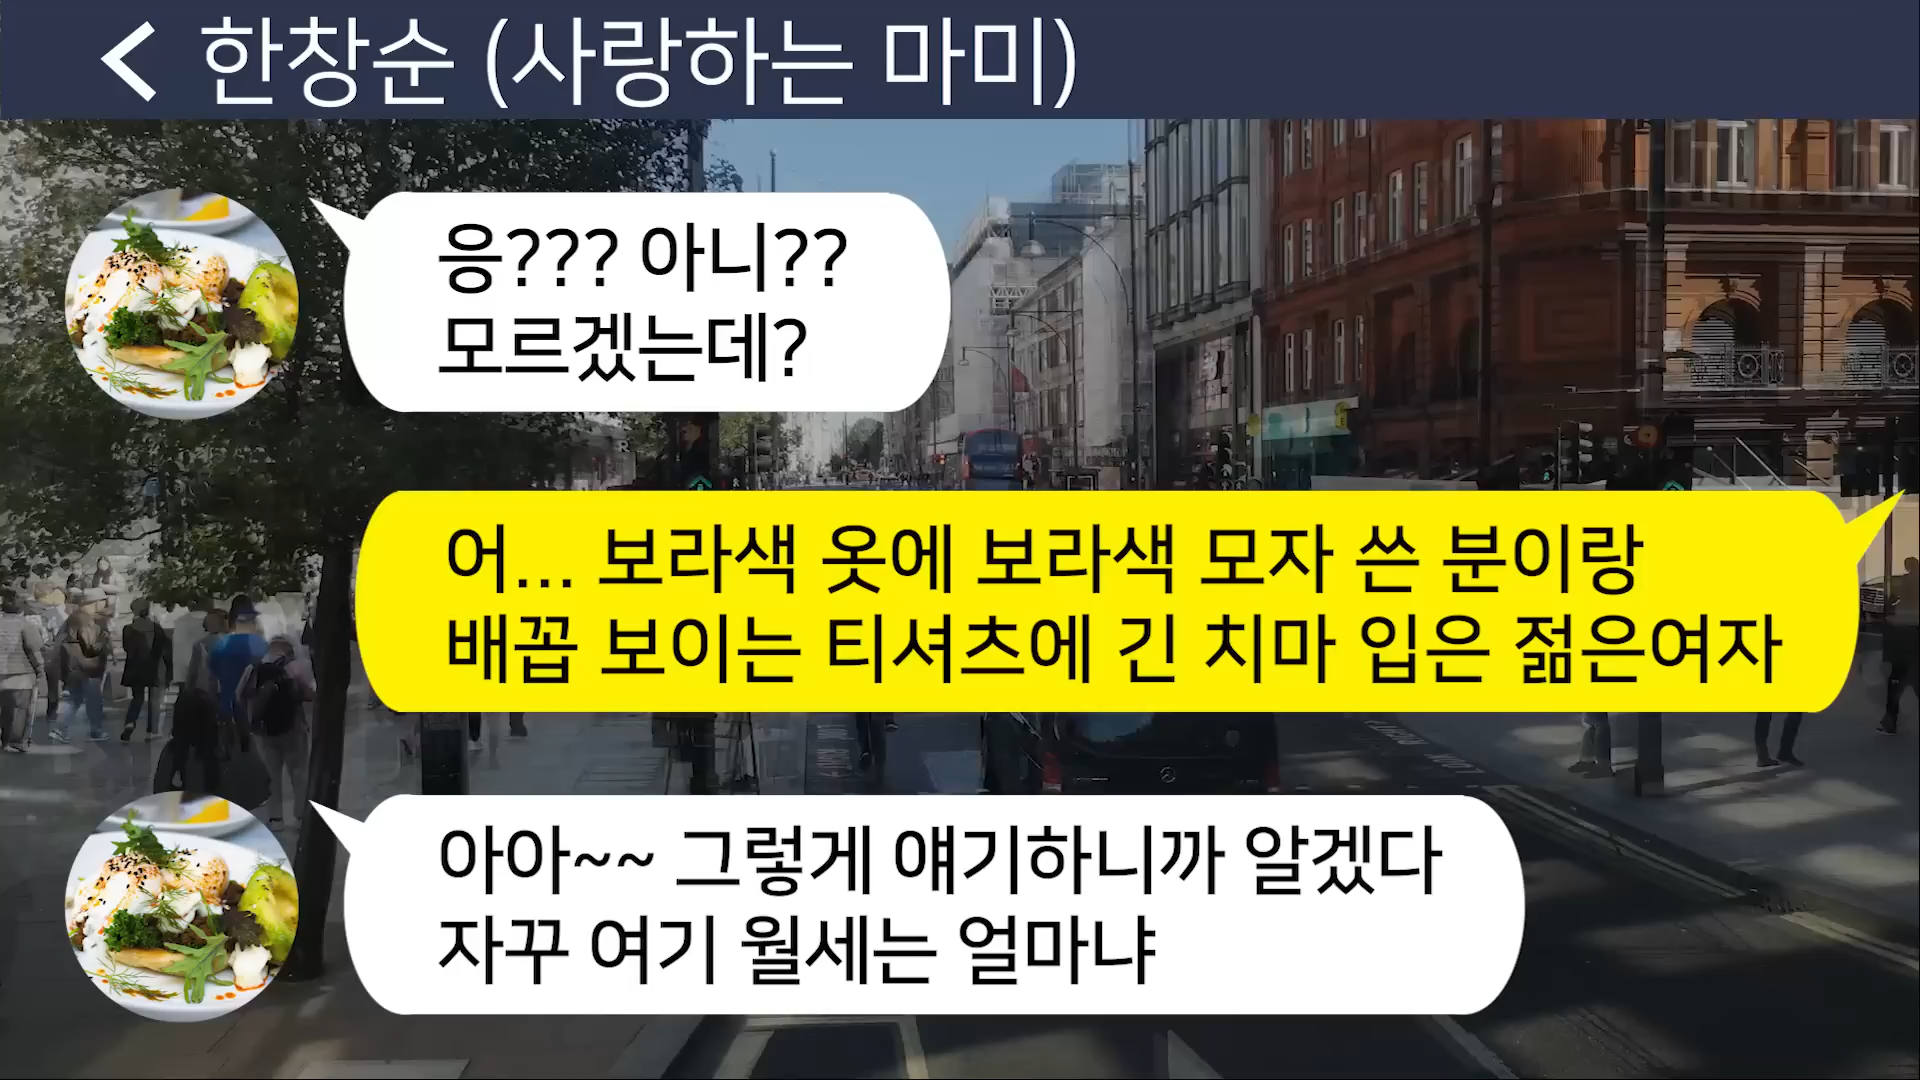 한창순 (사랑하는 마미)
응??? 아니??
모르겠는데?
어... 보라색 옷에 보라색 모자 쓴 분이랑
배꼽 보이는 티셔츠에 긴 치마 입은 젊은여자
아아~~ 그렇게 얘기하니까 알겠다
자꾸 여기 월세는 얼마냐